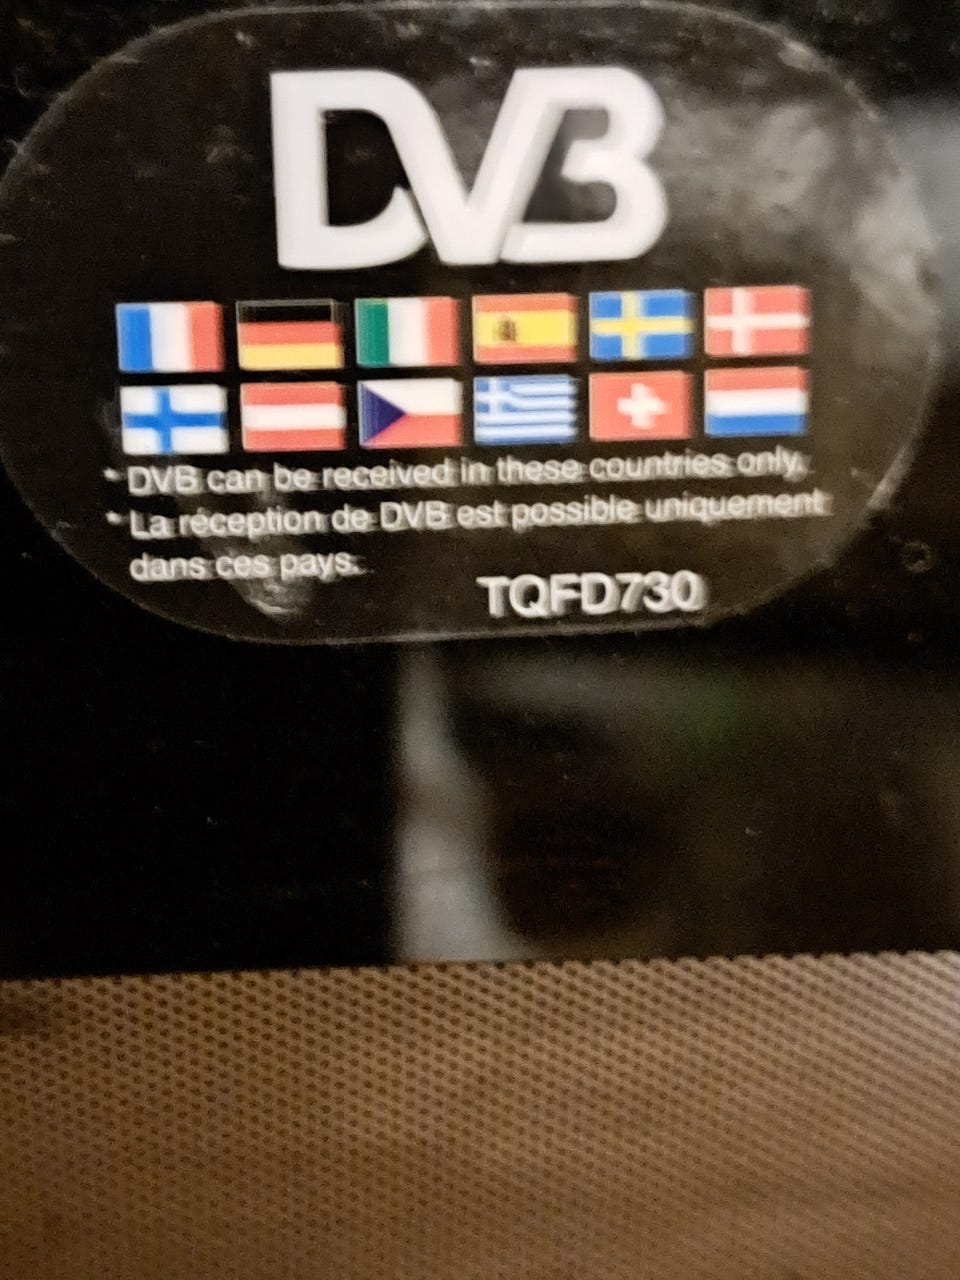 DVB
* DVB can be received in these countries only.
* La réception de DVB est possible uniquement
dans ces pays.
TQFD730